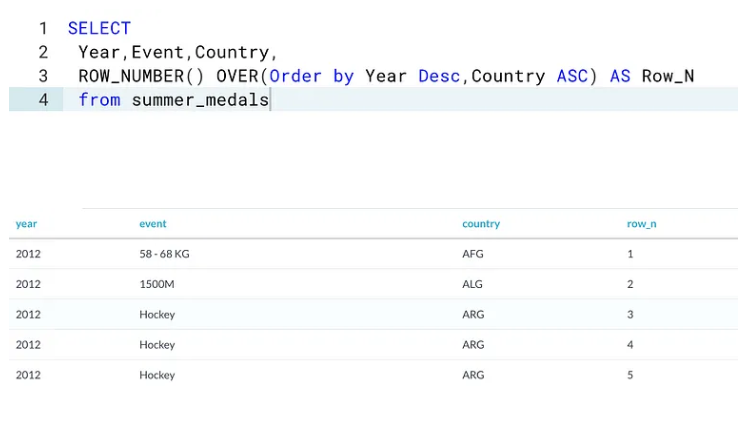 1 SELECT
2 Year,Event,Country,
3 ROW_NUMBER() OVER(Order by Year Desc,Country ASC) AS Row_N
4 from summer_medals
year event country row_n
2012 58 - 68 KG AFG 1
2012 1500M ALG 2
2012 Hockey ARG 3
2012 Hockey ARG 4
2012 Hockey ARG 5